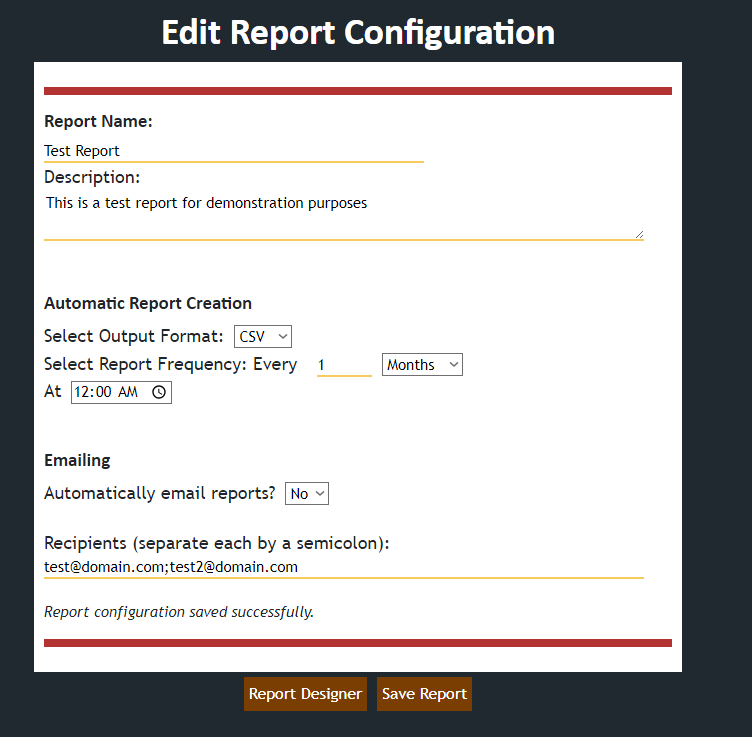 Edit Report Configuration
Report Name:
Test Report
Description:
This is a test report for demonstration purposes
Automatic Report Creation
Select Output Format: CSV
Select Report Frequency: Every 1 Months
At 12:00 AM
Emailing
Automatically email reports? No
Recipients (separate each by a semicolon):
test@domain.com;test2@domain.com
Report configuration saved successfully.
Report Designer Save Report